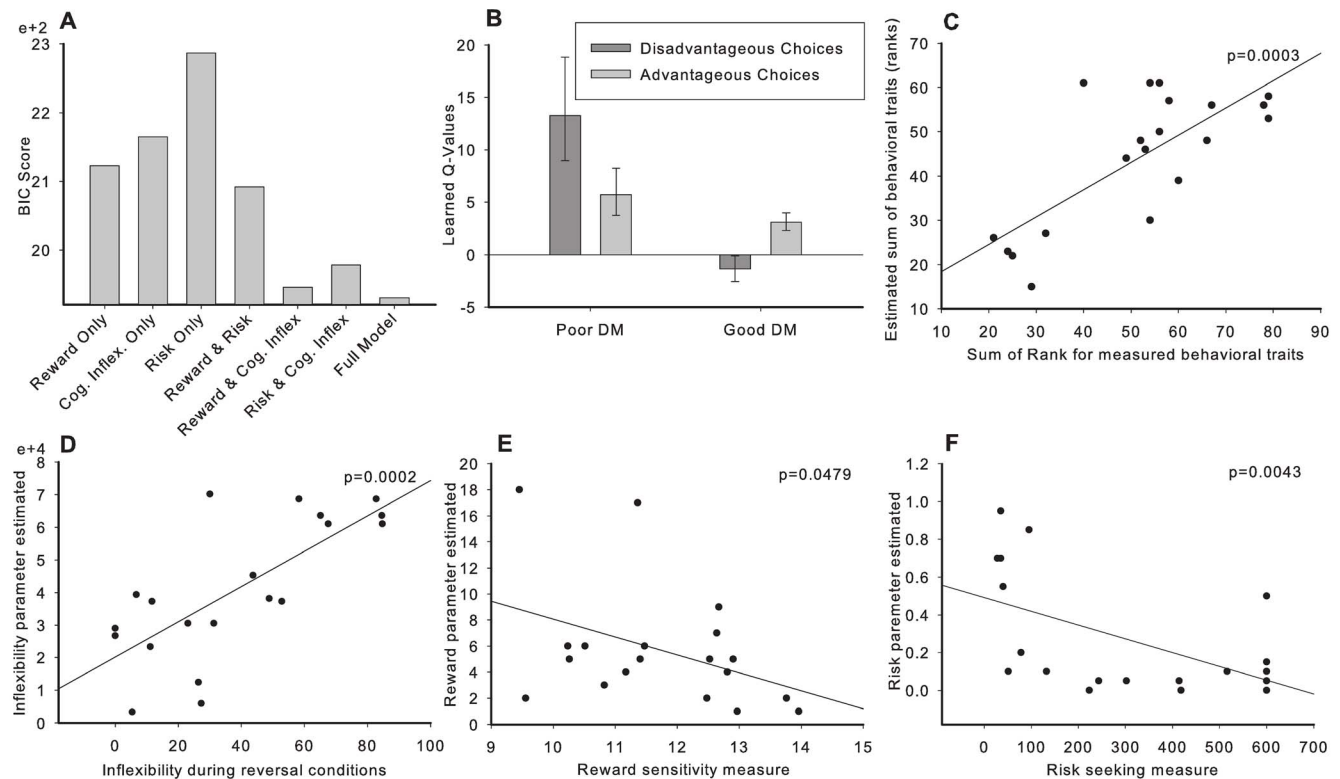 A
e+2
BIC Score
23
22
21
20
Reward Only
Cog. Inflex. Only
Risk Only
Reward & Risk
Reward & Cog. Inflex
Risk & Cog. Inflex
Full Model
B
Learned Q-Values
20
15
10
5
0
-5
Disadvantageous Choices
Advantageous Choices
Poor DM
Good DM
C
Estimated sum of behavioral traits (ranks)
70
60
50
40
30
20
10
p=0.0003
10 20 30 40 50 60 70 80 90
Sum of Rank for measured behavioral traits
D
e+4
Inflexibility parameter estimated
8
7
6
5
4
3
2
1
0
p=0.0002
0 20 40 60 80 100
Inflexibility during reversal conditions
E
Reward parameter estimated
20
18
16
14
12
10
8
6
4
2
0
p=0.0479
9 10 11 12 13 14 15
Reward sensitivity measure
F
Risk paremeter estimated
1.2
1.0
0.8
0.6
0.4
0.2
0.0
p=0.0043
0 100 200 300 400 500 600 700
Risk seeking measure